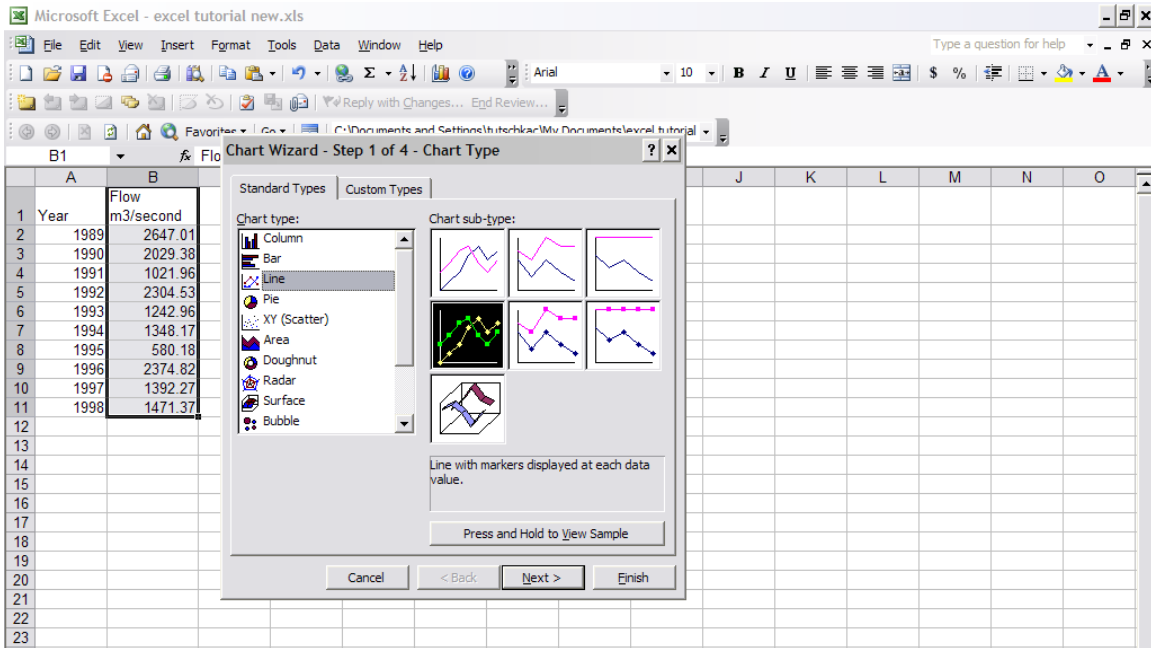 Microsoft Excel - excel tutorial new.xls
File Edit View Insert Format Tools Data Window Help
Type a question for help
Arial 10 B I U $ %
Reply with Changes... End Review...
Favorites Go C:\Documents and Settings\tutschkac\My Documents\excel tutorial
B1 fx Flo
Chart Wizard - Step 1 of 4 - Chart Type
A B J K L M N O
Standard Types Custom Types
Chart type:
Column
Bar
Line
Pie
XY (Scatter)
Area
Doughnut
Radar
Surface
Bubble
Chart sub-type:
Line with markers displayed at each data
value.
Press and Hold to View Sample
Cancel < Back Next > Finish
Flow
1 Year m3/second
2 1989 2647.01
3 1990 2029.38
4 1991 1021.96
5 1992 2304.53
6 1993 1242.96
7 1994 1348.17
8 1995 580.18
9 1996 2374.82
10 1997 1392.27
11 1998 1471.37
12
13
14
15
16
17
18
19
20
21
22
23